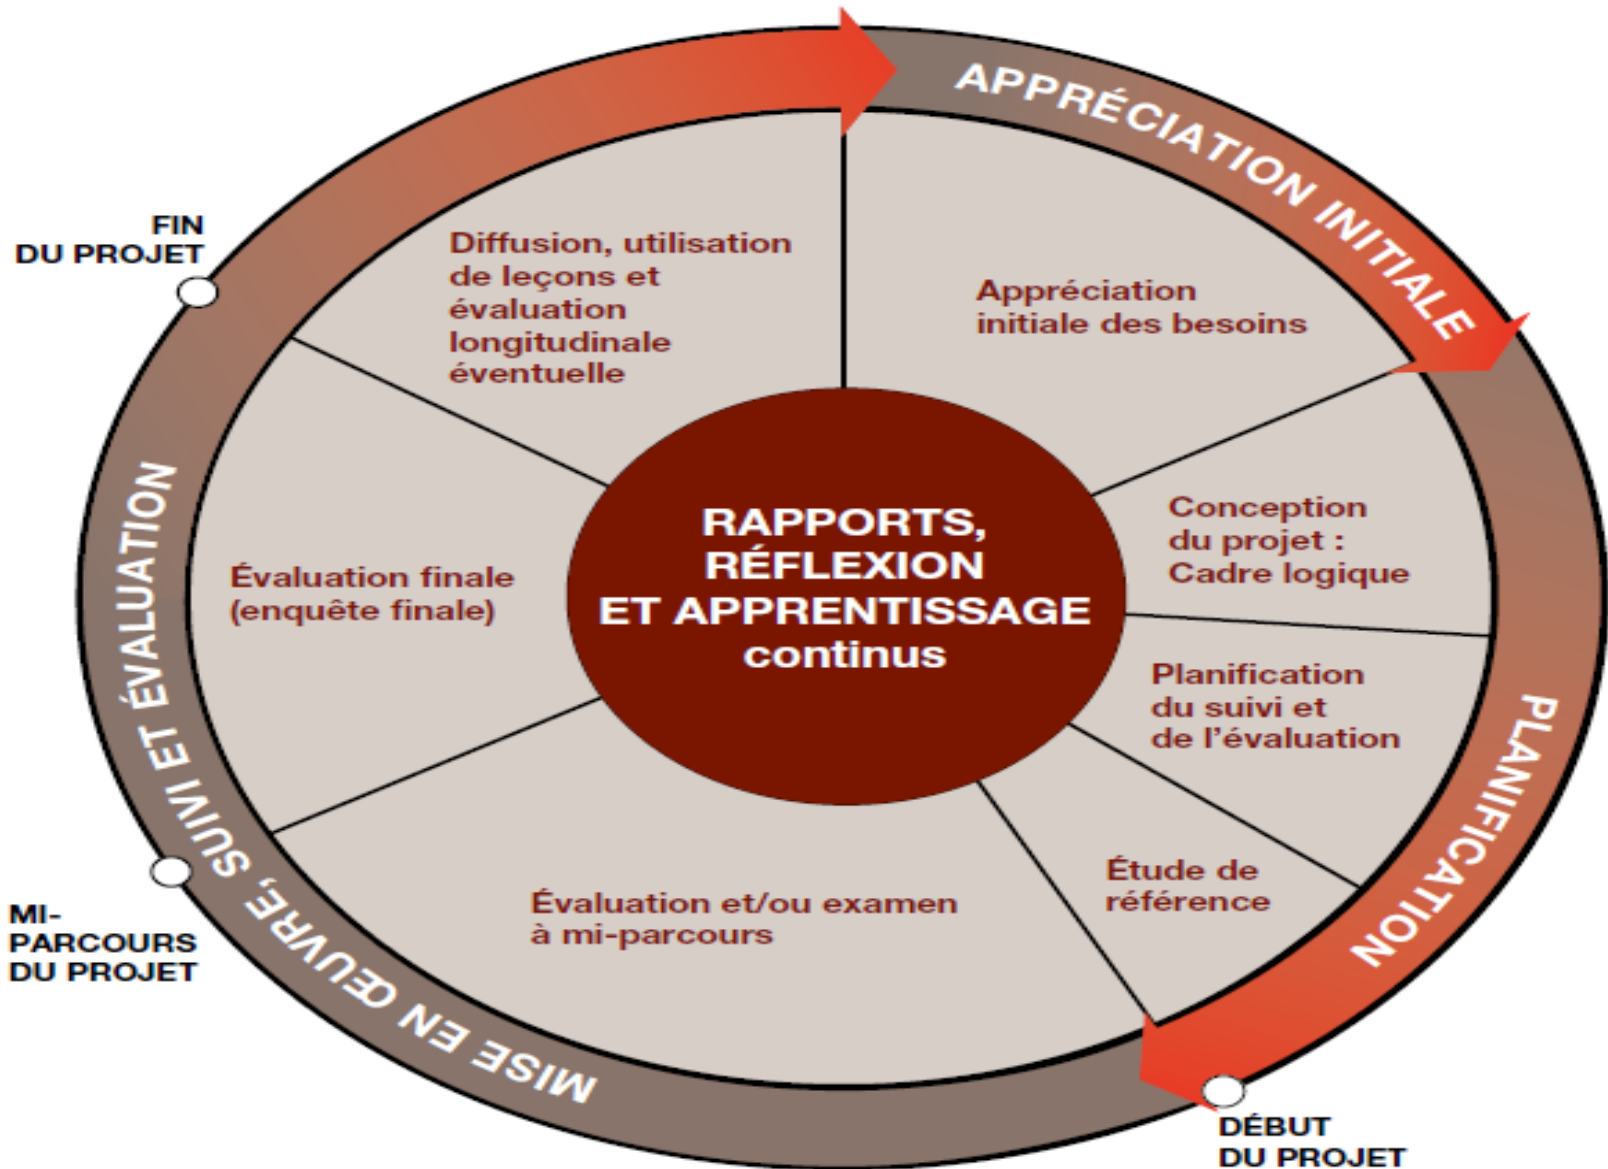 APPRÉCIATION INITIALE
FIN
DU PROJET
Diffusion, utilisation
de leçons et
évaluation
longitudinale
éventuelle
Appréciation
initiale des besoins
RAPPORTS,
RÉFLEXION
ET APPRENTISSAGE
continus
Conception
du projet :
Cadre logique
Évaluation finale
(enquête finale)
Planification
du suivi et
de l'évaluation
PLANIFICATION
Étude de
référence
Évaluation et/ou examen
à mi-parcours
MISE EN ŒUVRE, SUIVI ET ÉVALUATION
MI-
PARCOURS
DU PROJET
DÉBUT
DU PROJET